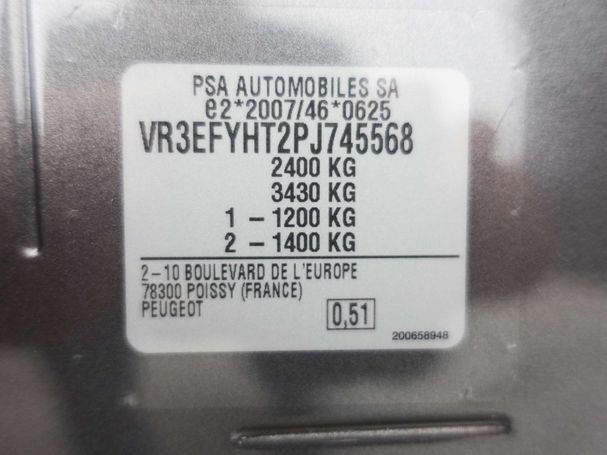 PSA AUTOMOBILES SA
e2*2007/46*0625
VR3EFYHT2PJ745568
2400 KG
3430 KG
1 – 1200 KG
2 – 1400 KG
2–10 BOULEVARD DE L'EUROPE
78300 POISSY (FRANCE)
PEUGEOT
0,51
200658948